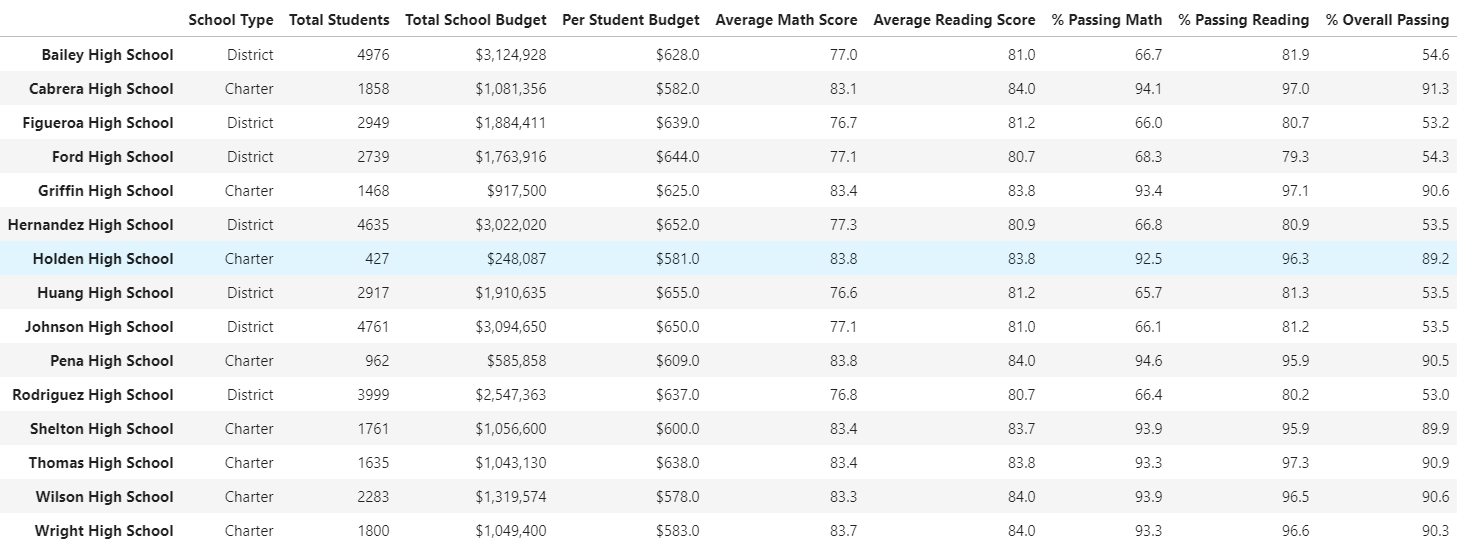 School Type Total Students Total School Budget Per Student Budget Average Math Score Average Reading Score % Passing Math % Passing Reading % Overall Passing
Bailey High School District 4976 $3,124,928 $628.0 77.0 81.0 66.7 81.9 54.6
Cabrera High School Charter 1858 $1,081,356 $582.0 83.1 84.0 94.1 97.0 91.3
Figueroa High School District 2949 $1,884,411 $639.0 76.7 81.2 66.0 80.7 53.2
Ford High School District 2739 $1,763,916 $644.0 77.1 80.7 68.3 79.3 54.3
Griffin High School Charter 1468 $917,500 $625.0 83.4 83.8 93.4 97.1 90.6
Hernandez High School District 4635 $3,022,020 $652.0 77.3 80.9 66.8 80.9 53.5
Holden High School Charter 427 $248,087 $581.0 83.8 83.8 92.5 96.3 89.2
Huang High School District 2917 $1,910,635 $655.0 76.6 81.2 65.7 81.3 53.5
Johnson High School District 4761 $3,094,650 $650.0 77.1 81.0 66.1 81.2 53.5
Pena High School Charter 962 $585,858 $609.0 83.8 84.0 94.6 95.9 90.5
Rodriguez High School District 3999 $2,547,363 $637.0 76.8 80.7 66.4 80.2 53.0
Shelton High School Charter 1761 $1,056,600 $600.0 83.4 83.7 93.9 95.9 89.9
Thomas High School Charter 1635 $1,043,130 $638.0 83.4 83.8 93.3 97.3 90.9
Wilson High School Charter 2283 $1,319,574 $578.0 83.3 84.0 93.9 96.5 90.6
Wright High School Charter 1800 $1,049,400 $583.0 83.7 84.0 93.3 96.6 90.3